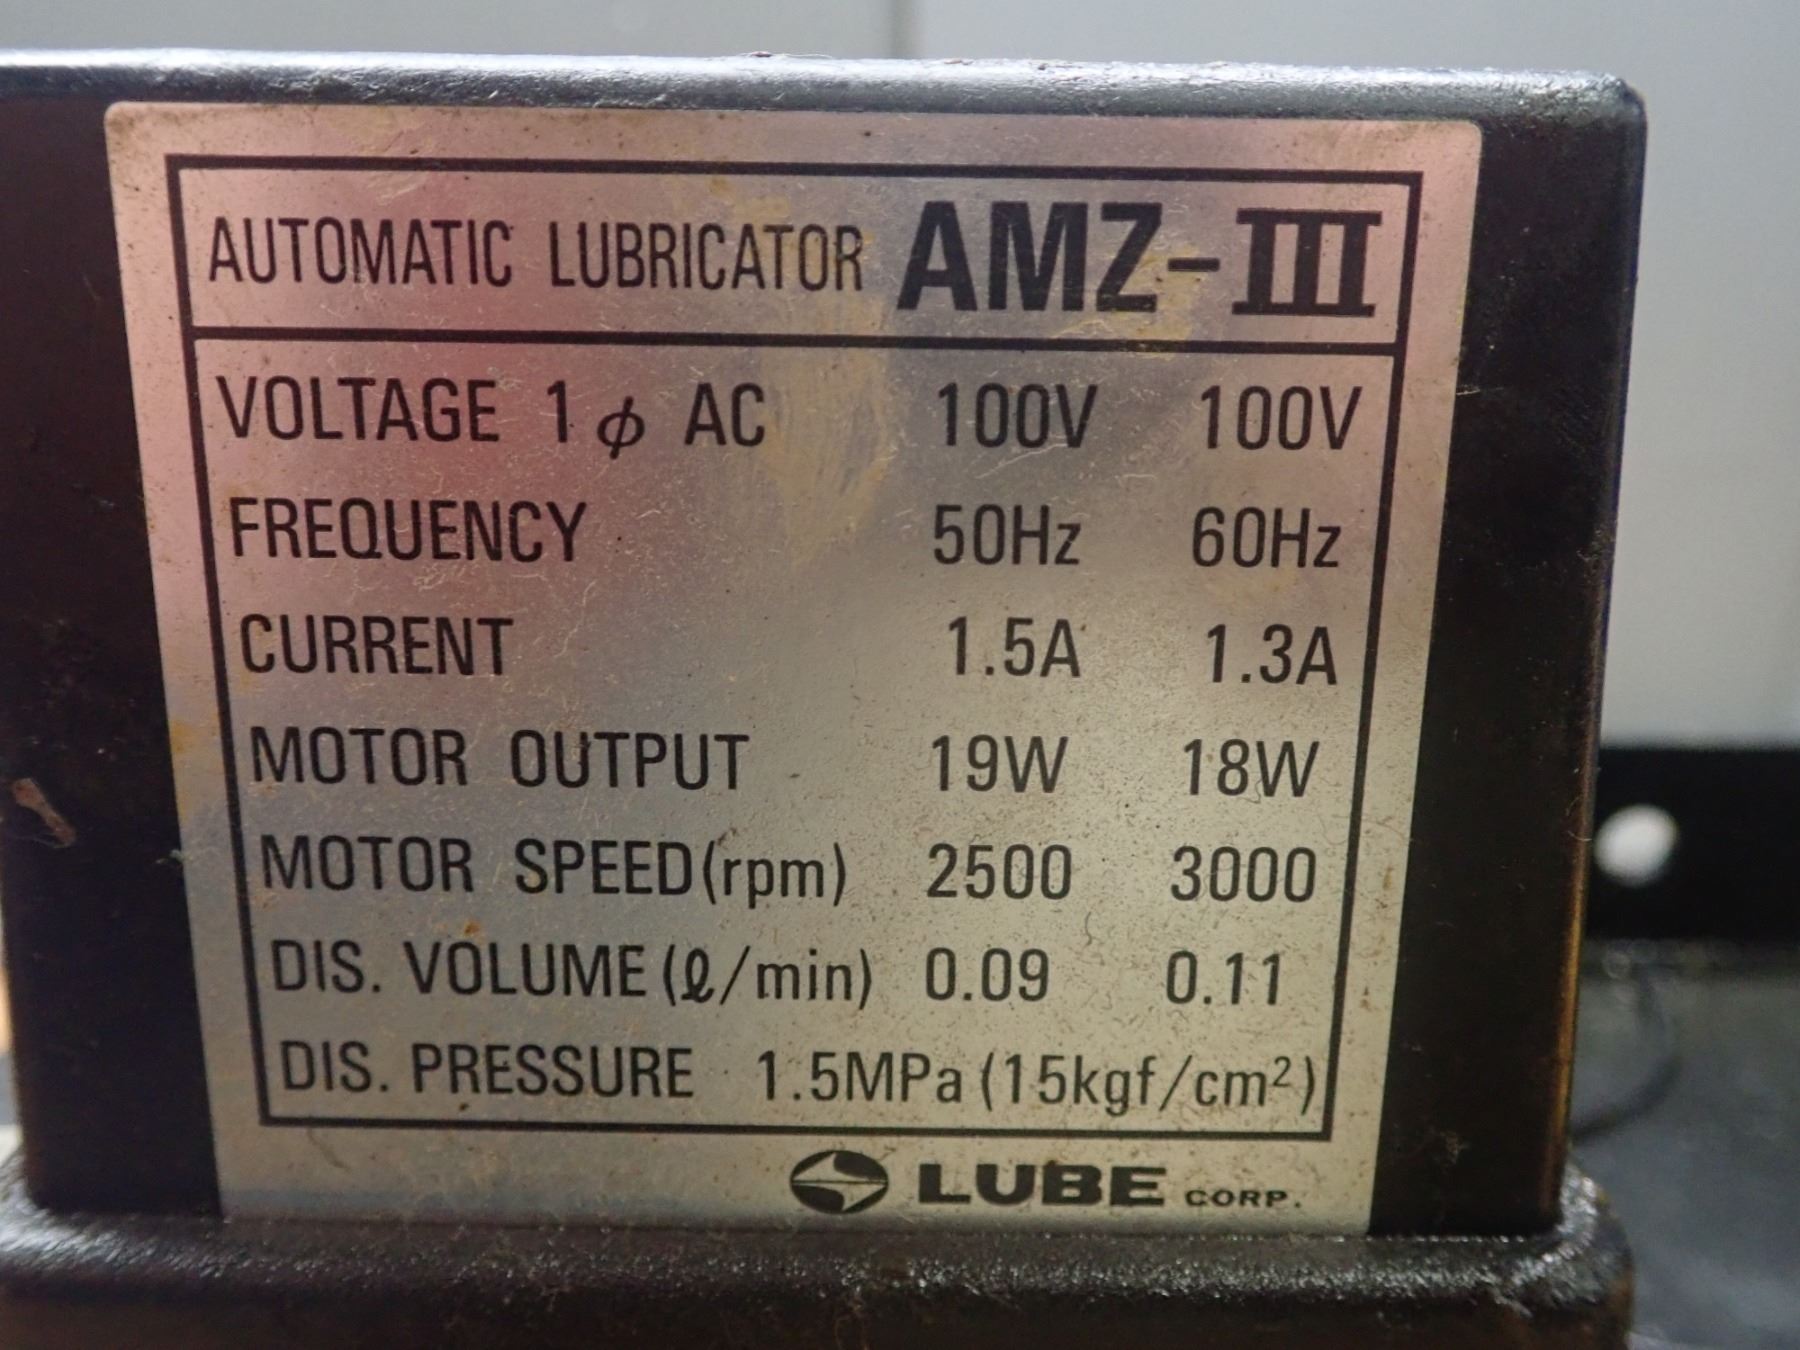 AUTOMATIC LUBRICATOR AMZ-III
VOLTAGE 1φ AC 100V 100V
FREQUENCY 50Hz 60Hz
CURRENT 1.5A 1.3A
MOTOR OUTPUT 19W 18W
MOTOR SPEED(rpm) 2500 3000
DIS. VOLUME(ℓ/min) 0.09 0.11
DIS. PRESSURE 1.5MPa(15kgf/cm²)
LUBE CORP.